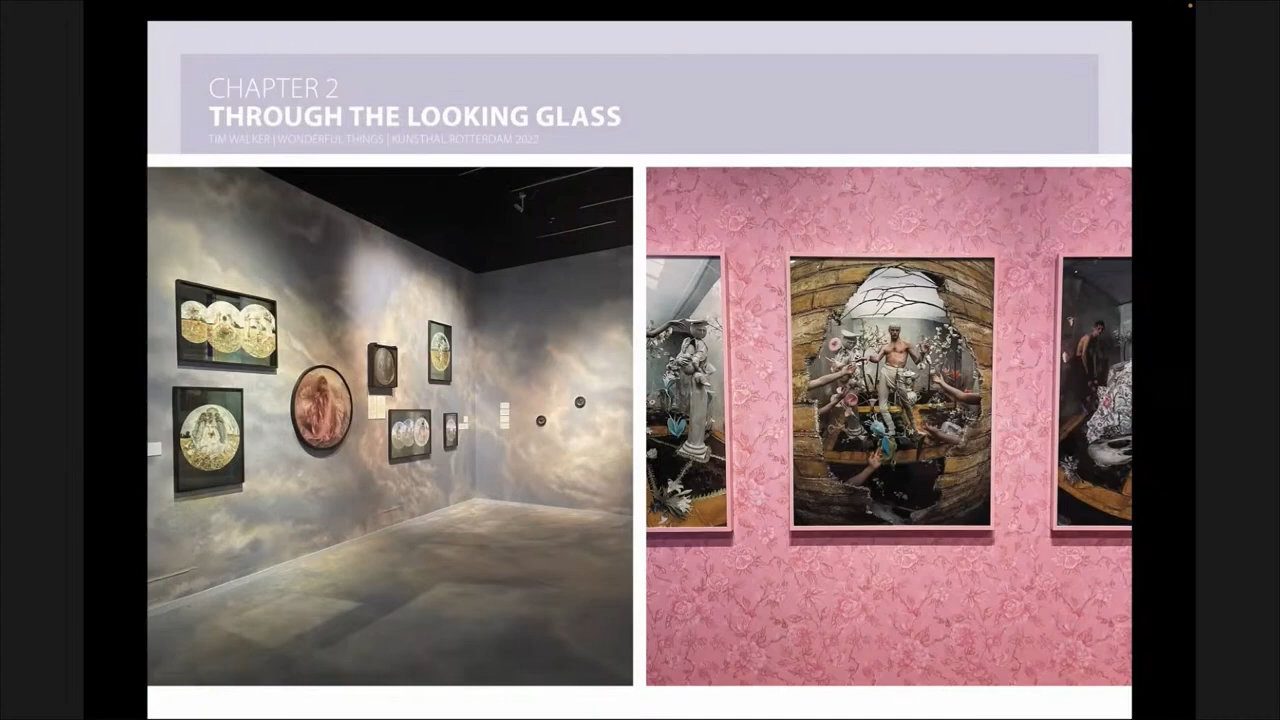 CHAPTER 2
THROUGH THE LOOKING GLASS
TIM WALKER | WONDERFUL THINGS | KUNSTHAL ROTTERDAM 2022